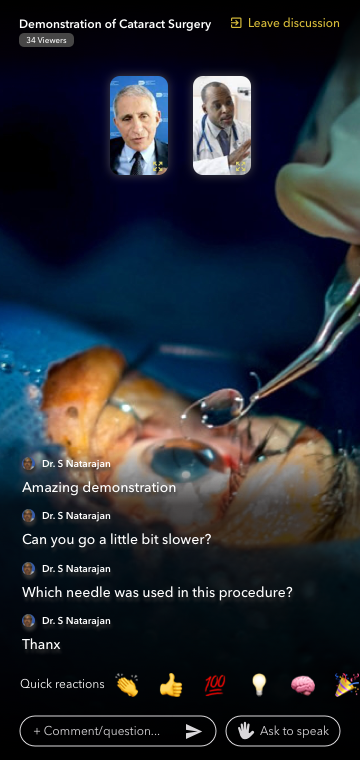 Demonstration of Cataract Surgery
Leave discussion
34 Viewers
Dr. S Natarajan
Amazing demonstration
Dr. S Natarajan
Can you go a little bit slower?
Dr. S Natarajan
Which needle was used in this procedure?
Dr. S Natarajan
Thanx
Quick reactions
💯
+ Comment/question...
Ask to speak